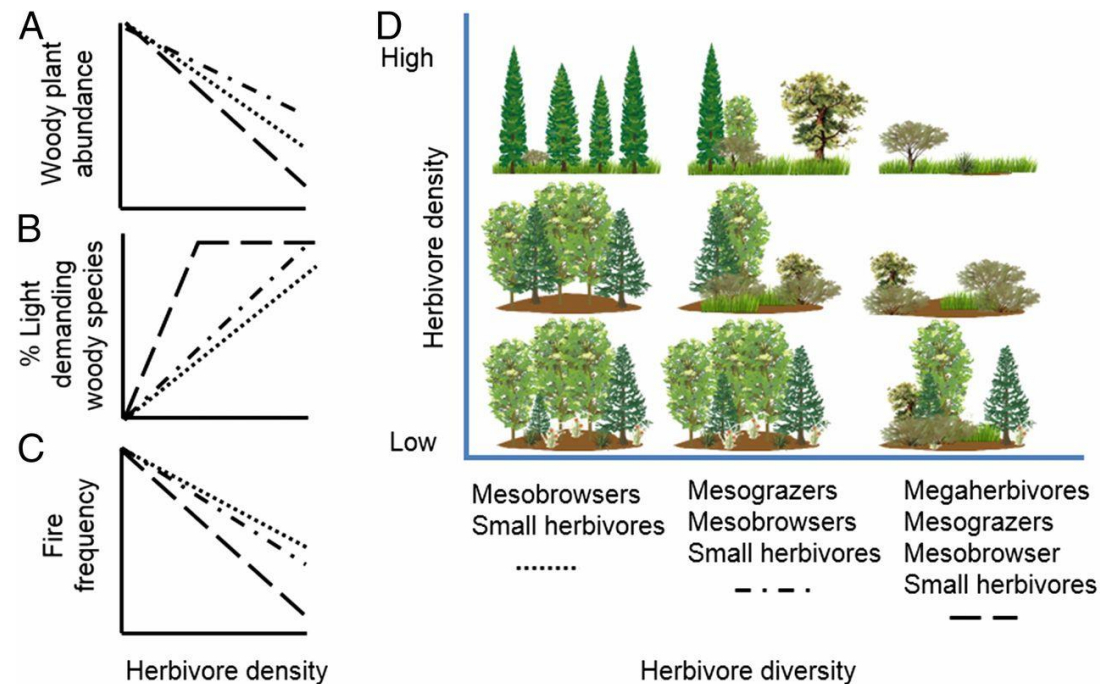 A
Woody plant
abundance
B
% Light
demanding
woody species
C
Fire
frequency
Herbivore density
D
High
Herbivore density
Low
Mesobrowsers
Small herbivores
Mesograzers
Mesobrowsers
Small herbivores
Megaherbivores
Mesograzers
Mesobrowser
Small herbivores
Herbivore diversity